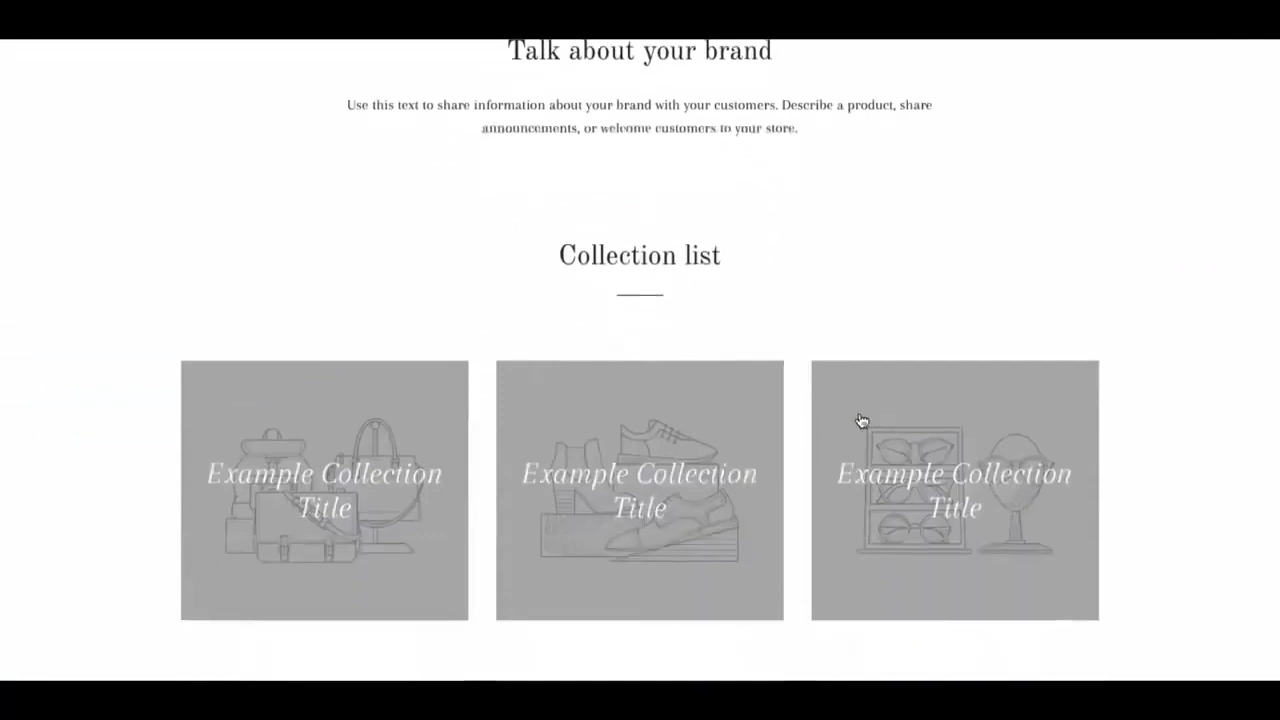 Talk about your brand
Use this text to share information about your brand with your customers. Describe a product, share
announcements, or welcome customers to your store.
Collection list
Example Collection
Title
Example Collection
Title
Example Collection
Title